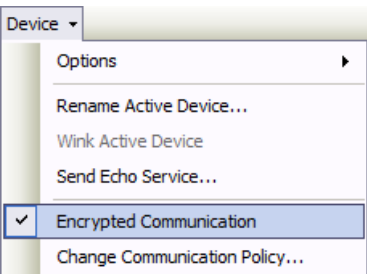 Device
Options
Rename Active Device...
Wink Active Device
Send Echo Service...
Encrypted Communication
Change Communication Policy...